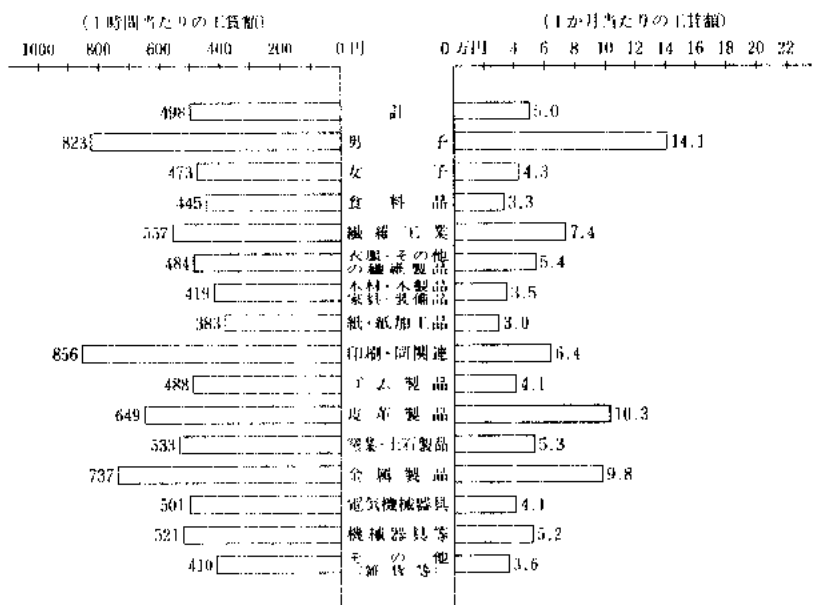 (1時間当たりの工賃額) (1か月当たりの工賃額)
1000 800 600 400 200 0円 0万円 4 6 8 10 12 14 16 18 20 22
498 計 5.0
823 男子 14.1
473 女子 4.3
445 食料品 3.3
557 繊維工業 7.4
484 衣服・その他の繊維製品 5.4
419 木材・木製品家具・装備品 3.5
383 紙・紙加工品 3.0
856 印刷・同関連 6.4
488 ゴム製品 4.1
649 皮革製品 10.3
533 窯業・土石製品 5.3
737 金属製品 9.8
501 電気機械器具 4.1
521 機械器具等 5.2
410 その他(雑貨等) 3.6